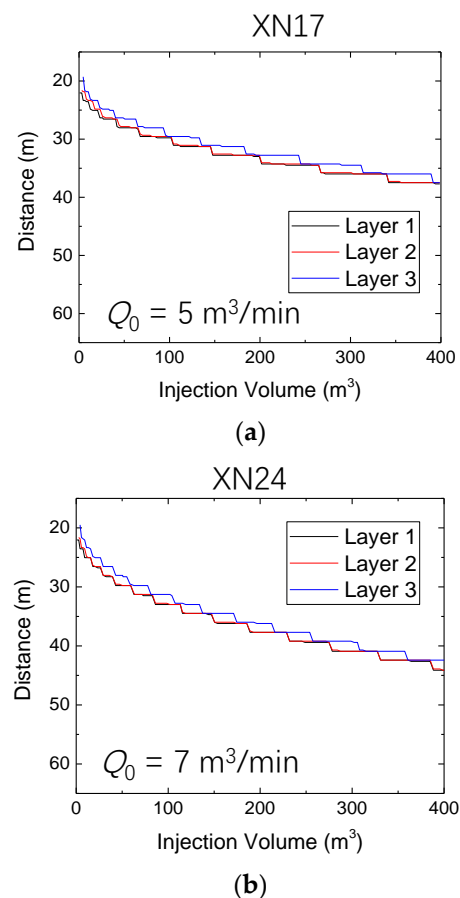 XN17
20
30
40
50
60
Distance (m)
Layer 1
Layer 2
Layer 3
Q₀ = 5 m³/min
0 100 200 300 400
Injection Volume (m³)
(a)
XN24
20
30
40
50
60
Distance (m)
Layer 1
Layer 2
Layer 3
Q₀ = 7 m³/min
0 100 200 300 400
Injection Volume (m³)
(b)